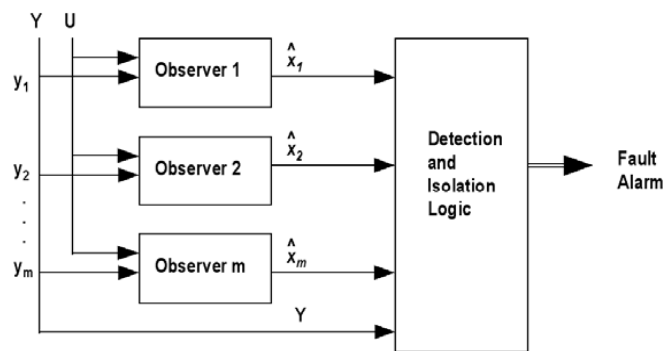 Y U
y1
Observer 1
x̂1
y2
Observer 2
x̂2
.
.
.
ym
Observer m
x̂m
Y
Detection
and
Isolation
Logic
Fault
Alarm